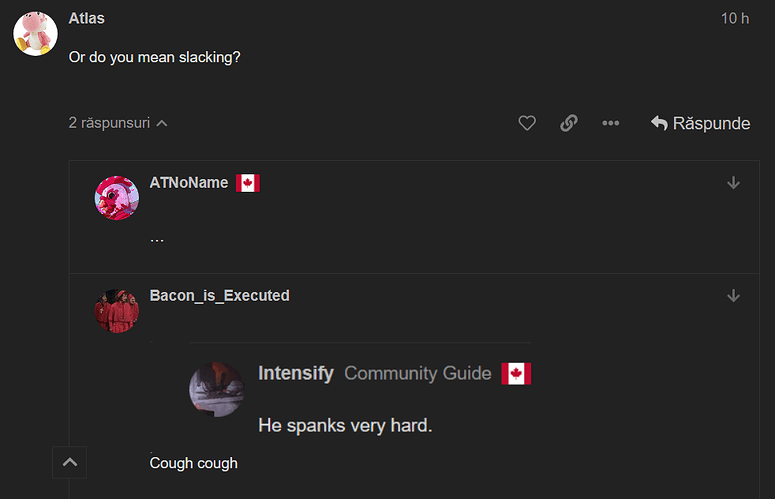 Atlas
10 h
Or do you mean slacking?
2 răspunsuri
Răspunde
ATNoName
...
Bacon_is_Executed
Intensify Community Guide
He spanks very hard.
Cough cough